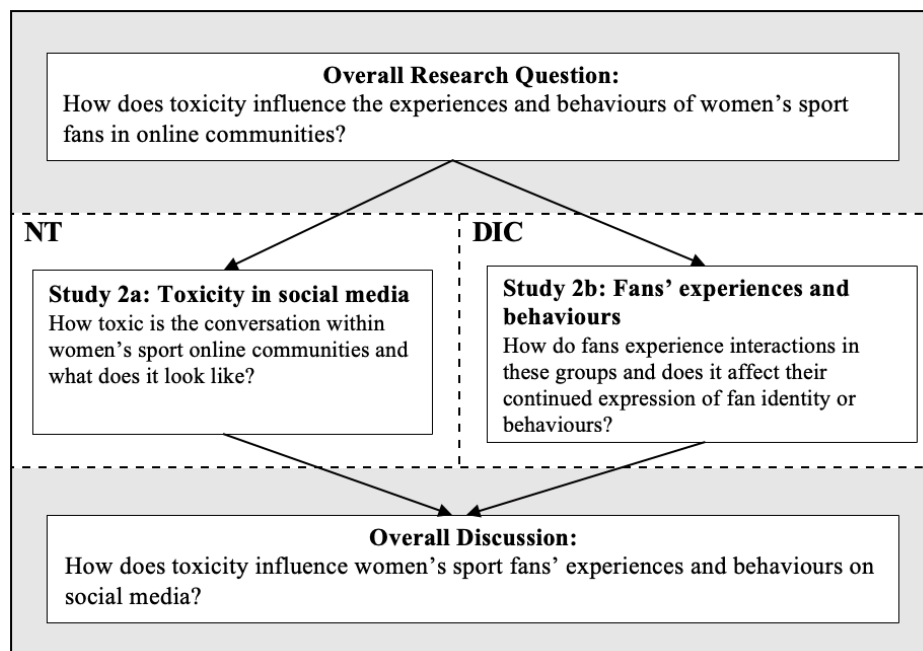 Overall Research Question:
How does toxicity influence the experiences and behaviours of women’s sport
fans in online communities?
NT
Study 2a: Toxicity in social media
How toxic is the conversation within
women’s sport online communities and
what does it look like?
DIC
Study 2b: Fans’ experiences and
behaviours
How do fans experience interactions in
these groups and does it affect their
continued expression of fan identity or
behaviours?
Overall Discussion:
How does toxicity influence women’s sport fans’ experiences and behaviours on
social media?